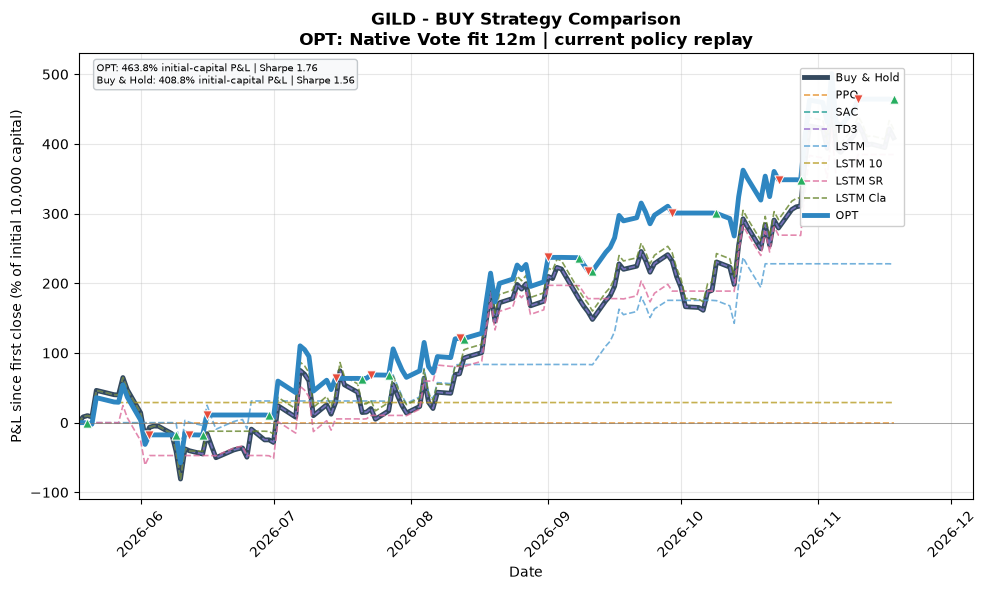 GILD - BUY Strategy Comparison
OPT: Native Vote fit 12m | current policy replay
OPT: 463.8% initial-capital P&L | Sharpe 1.76
Buy & Hold: 408.8% initial-capital P&L | Sharpe 1.56
Buy & Hold
PPO
SAC
TD3
LSTM
LSTM 10
LSTM SR
LSTM Cla
OPT
P&L since first close (% of initial 10,000 capital)
500
400
300
200
100
0
−100
2026-06
2026-07
2026-08
2026-09
2026-10
2026-11
2026-12
Date